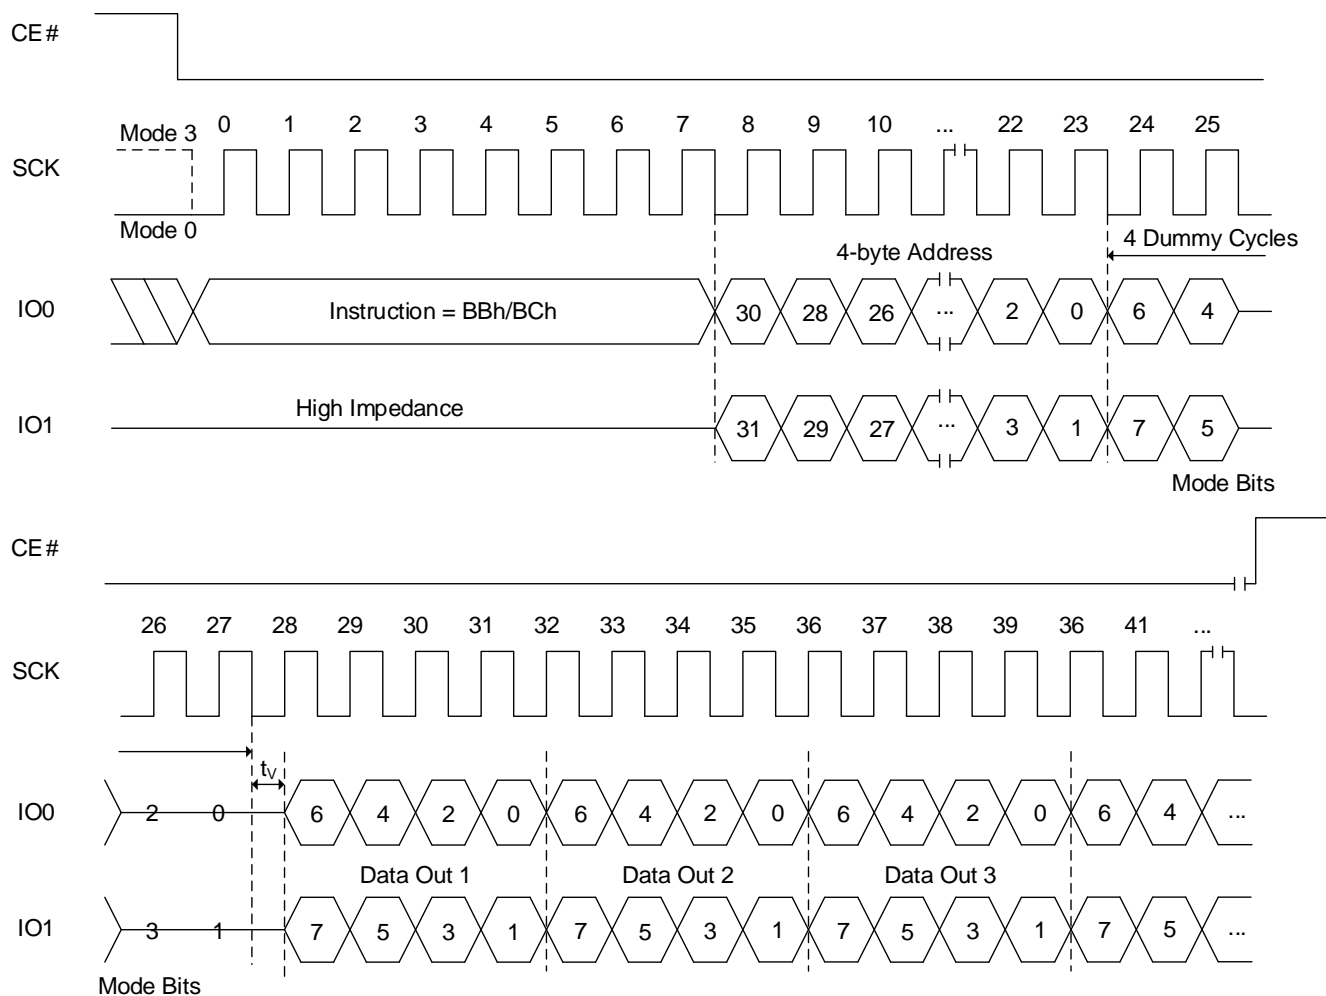 CE#
Mode 3 0 1 2 3 4 5 6 7 8 9 10 ... 22 23 24 25
SCK
Mode 0
4-byte Address 4 Dummy Cycles
IO0 Instruction = BBh/BCh 30 28 26 ... 2 0 6 4
High Impedance
IO1 31 29 27 ... 3 1 7 5
Mode Bits
CE#
26 27 28 29 30 31 32 33 34 35 36 37 38 39 36 41 ...
SCK
tV
IO0 2 0 6 4 2 0 6 4 2 0 6 4 2 0 6 4 ...
Data Out 1 Data Out 2 Data Out 3
IO1 3 1 7 5 3 1 7 5 3 1 7 5 3 1 7 5 ...
Mode Bits